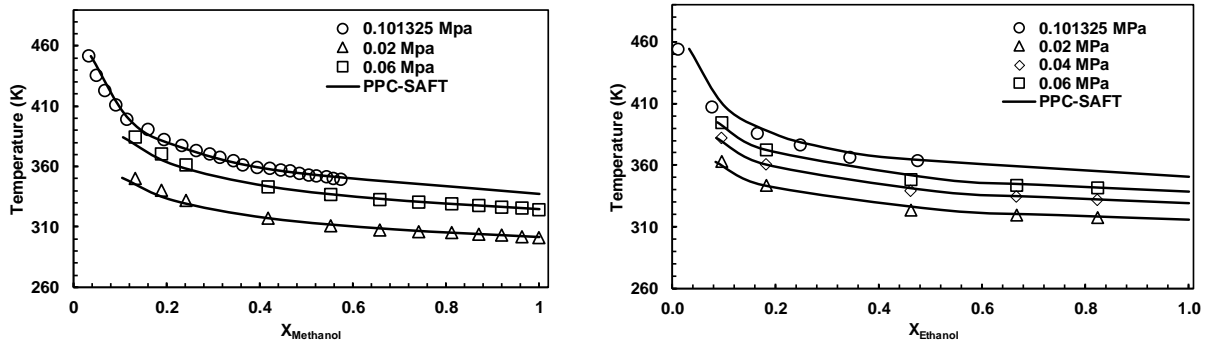 Temperature (K)
460
410
360
310
260
0
0.2
0.4
0.6
0.8
1
X_Methanol
0.101325 Mpa
0.02 Mpa
0.06 Mpa
PPC-SAFT
Temperature (K)
460
410
360
310
260
0.0
0.2
0.4
0.6
0.8
1.0
X_Ethanol
0.101325 MPa
0.02 MPa
0.04 MPa
0.06 MPa
PPC-SAFT